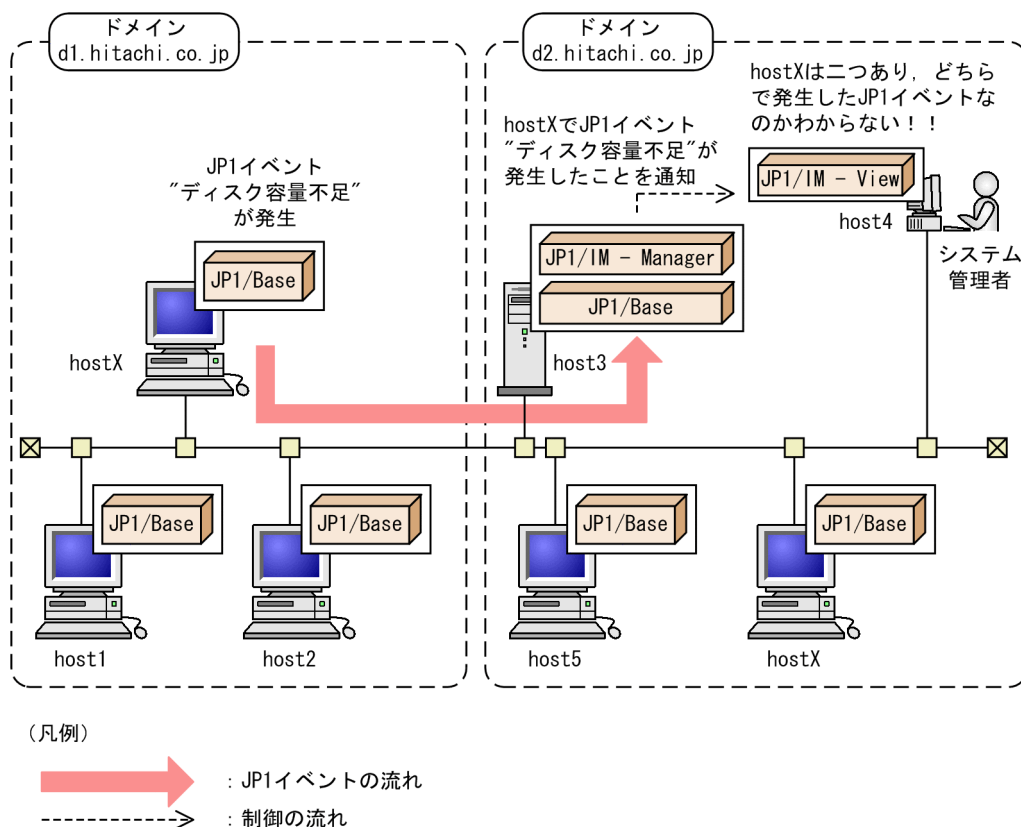 ドメイン
d1.hitachi.co.jp
ドメイン
d2.hitachi.co.jp
hostXは二つあり，どちら
で発生したJP1イベントな
のかわからない！！
hostXでJP1イベント
"ディスク容量不足"が
発生したことを通知
JP1イベント
"ディスク容量不足"
が発生
JP1/IM - View
host4
システム
管理者
JP1/Base
hostX
JP1/IM - Manager
JP1/Base
host3
JP1/Base
host1
JP1/Base
host2
JP1/Base
host5
JP1/Base
hostX
（凡例）
：JP1イベントの流れ
：制御の流れ